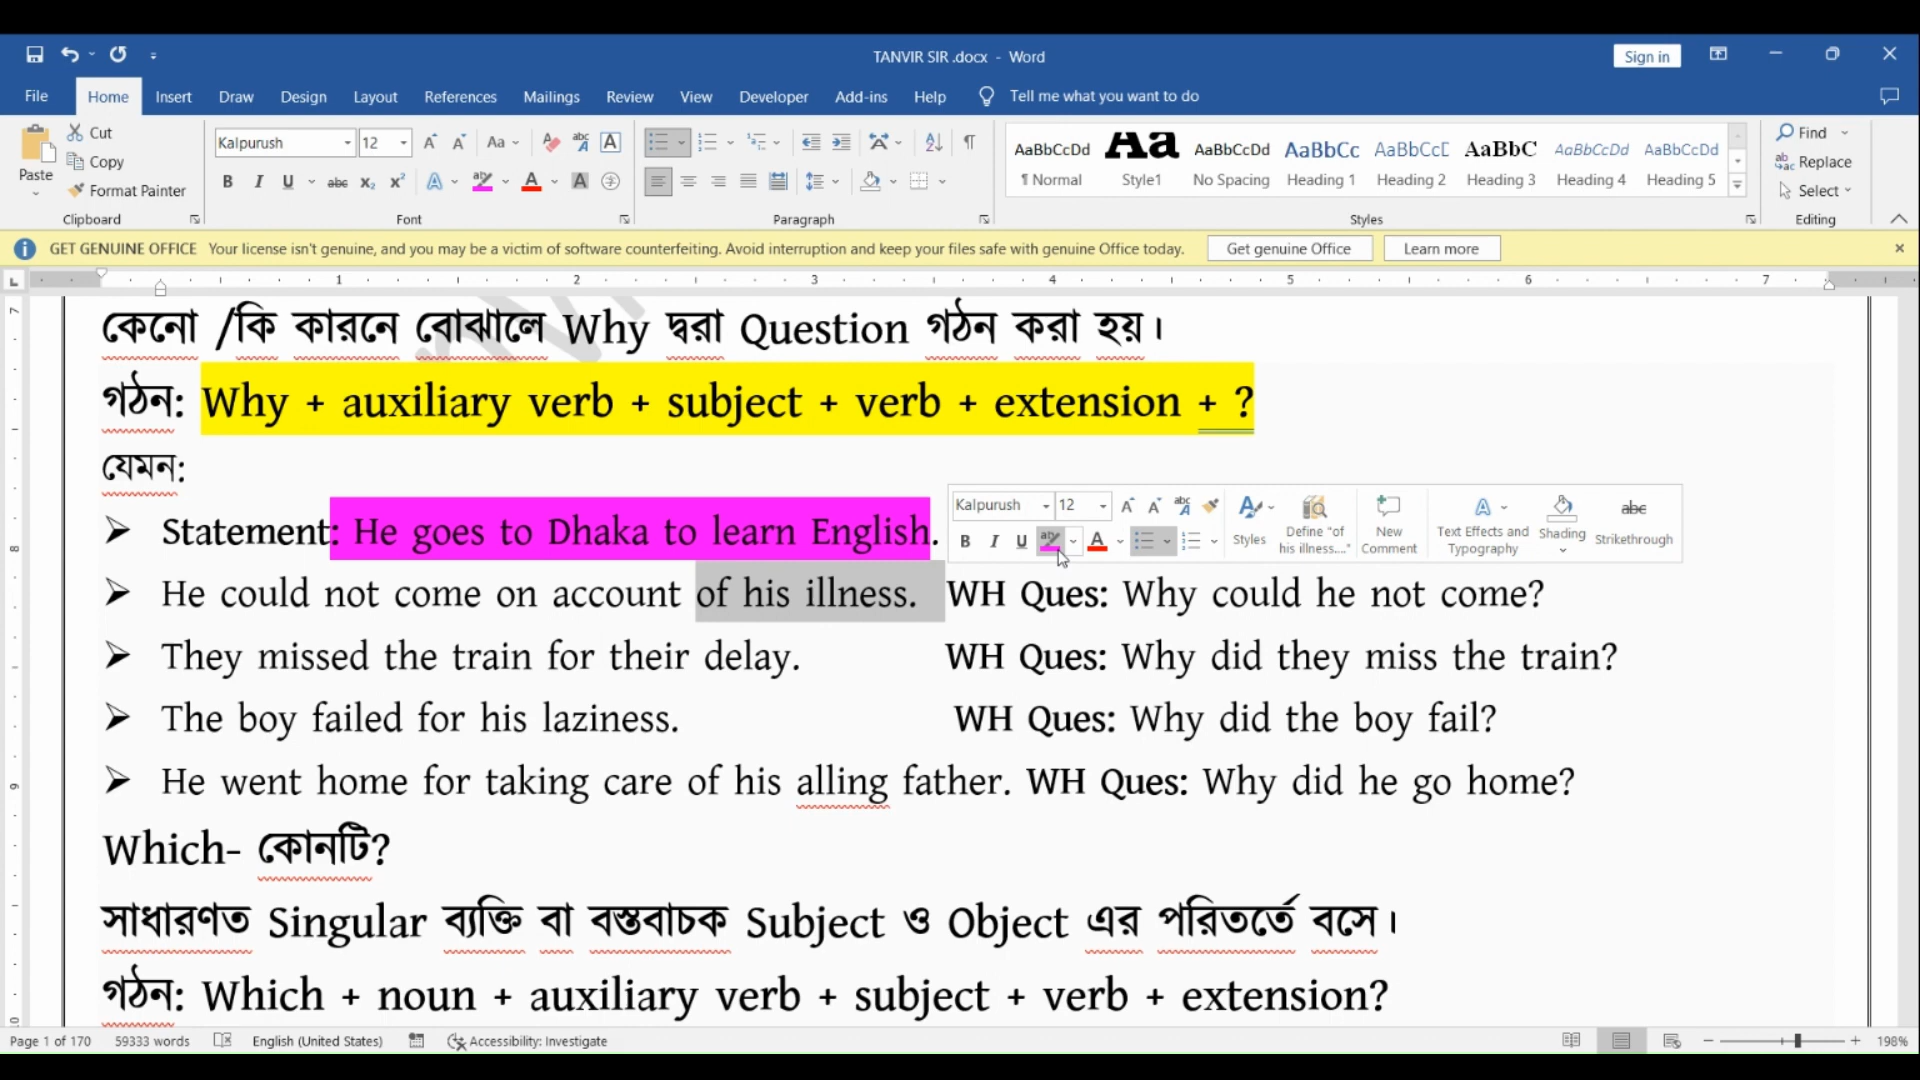 TANVIR SIR .docx - Word
Sign in
File Home Insert Draw Design Layout References Mailings Review View Developer Add-ins Help Tell me what you want to do
Paste
Cut
Copy
Format Painter
Clipboard
Kalpurush 12
Font
Paragraph
AaBbCcDd ¶ Normal
Aa Style1
AaBbCcDd No Spacing
AaBbCc Heading 1
AaBbCcD Heading 2
AaBbC Heading 3
AaBbCcDd Heading 4
AaBbCcDd Heading 5
Styles
Find
Replace
Select
Editing
GET GENUINE OFFICE Your license isn't genuine, and you may be a victim of software counterfeiting. Avoid interruption and keep your files safe with genuine Office today. Get genuine Office Learn more
1 2 3 4 5 6 7
কেনো /কি কারনে বোঝালে Why দ্বরা Question গঠন করা হয়।
গঠন: Why + auxiliary verb + subject + verb + extension + ?
যেমন:
Statement: He goes to Dhaka to learn English.
Kalpurush 12
Styles
Define "of his illness...."
New Comment
Text Effects and Typography
Shading
Strikethrough
He could not come on account of his illness. WH Ques: Why could he not come?
They missed the train for their delay. WH Ques: Why did they miss the train?
The boy failed for his laziness. WH Ques: Why did the boy fail?
He went home for taking care of his alling father. WH Ques: Why did he go home?
Which- কোনটি?
সাধারণত Singular ব্যক্তি বা বস্তবাচক Subject ও Object এর পরিতর্তে বসে।
গঠন: Which + noun + auxiliary verb + subject + verb + extension?
Page 1 of 170 59333 words English (United States) Accessibility: Investigate 198%